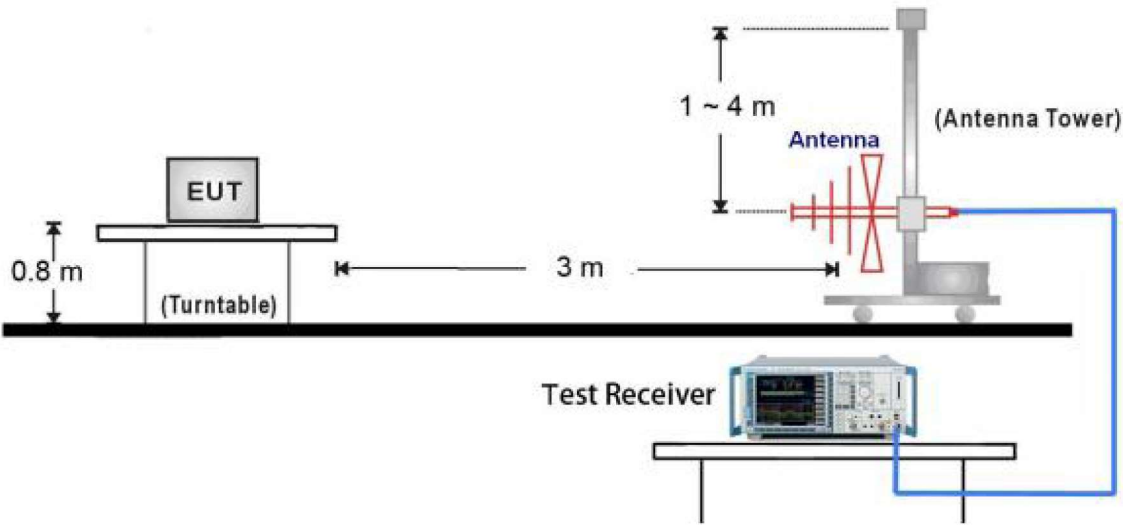 1 ~ 4 m
(Antenna Tower)
Antenna
EUT
0.8 m
3 m
(Turntable)
Test Receiver